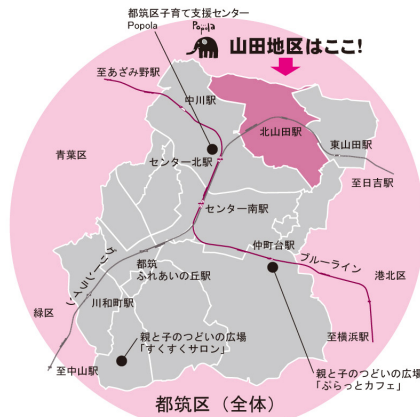 都筑区子育て支援センター
Popola
Popola
山田地区はここ!
至あざみ野駅
中川駅
青葉区
北山田駅
東山田駅
センター北駅
至日吉駅
センター南駅
仲町台駅
都筑
ふれあいの丘駅
ブルーライン
グリーンライン
港北区
川和町駅
緑区
親と子のつどいの広場
「すくすくサロン」
至横浜駅
至中山駅
親と子のつどいの広場
「ぷらっとカフェ」
都筑区(全体)